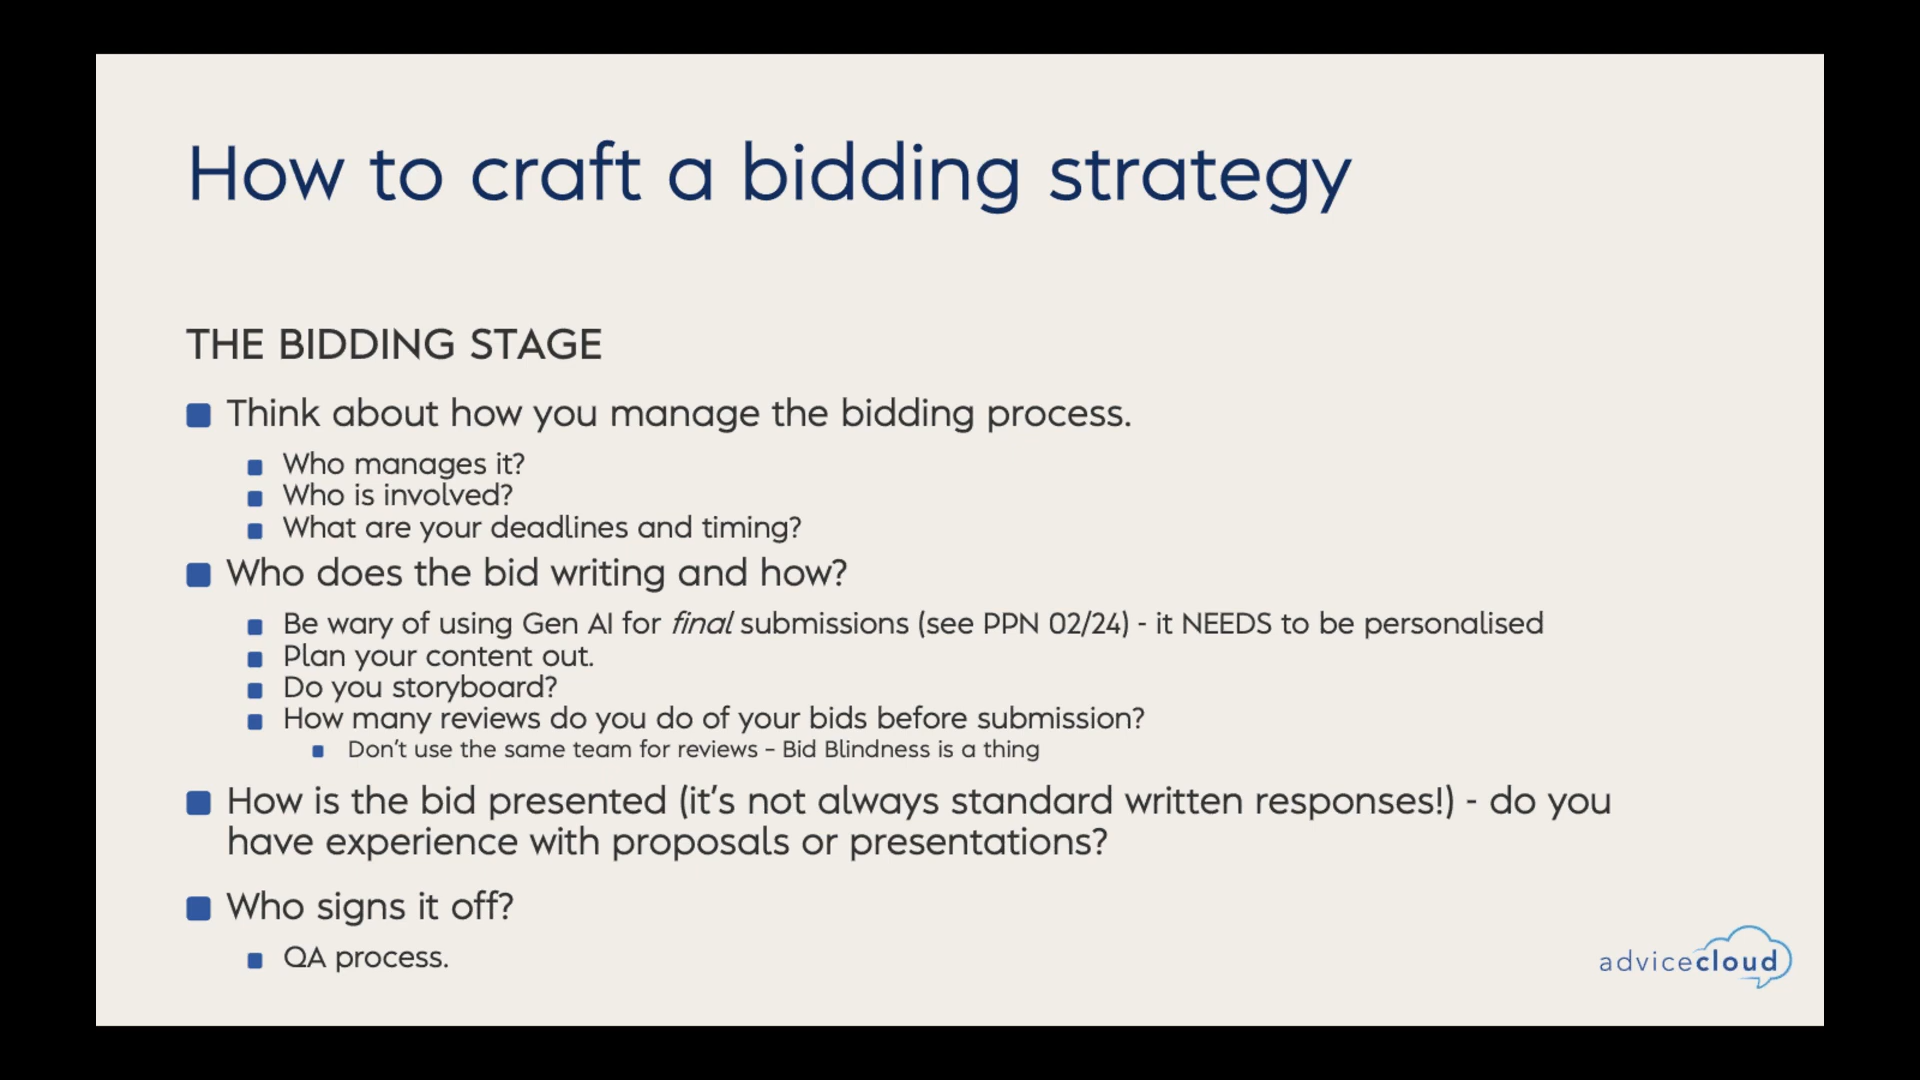 How to craft a bidding strategy
THE BIDDING STAGE
Think about how you manage the bidding process.
Who manages it?
Who is involved?
What are your deadlines and timing?
Who does the bid writing and how?
Be wary of using Gen AI for final submissions (see PPN 02/24) - it NEEDS to be personalised
Plan your content out.
Do you storyboard?
How many reviews do you do of your bids before submission?
Don't use the same team for reviews – Bid Blindness is a thing
How is the bid presented (it's not always standard written responses!) - do you
have experience with proposals or presentations?
Who signs it off?
QA process.
advicecloud